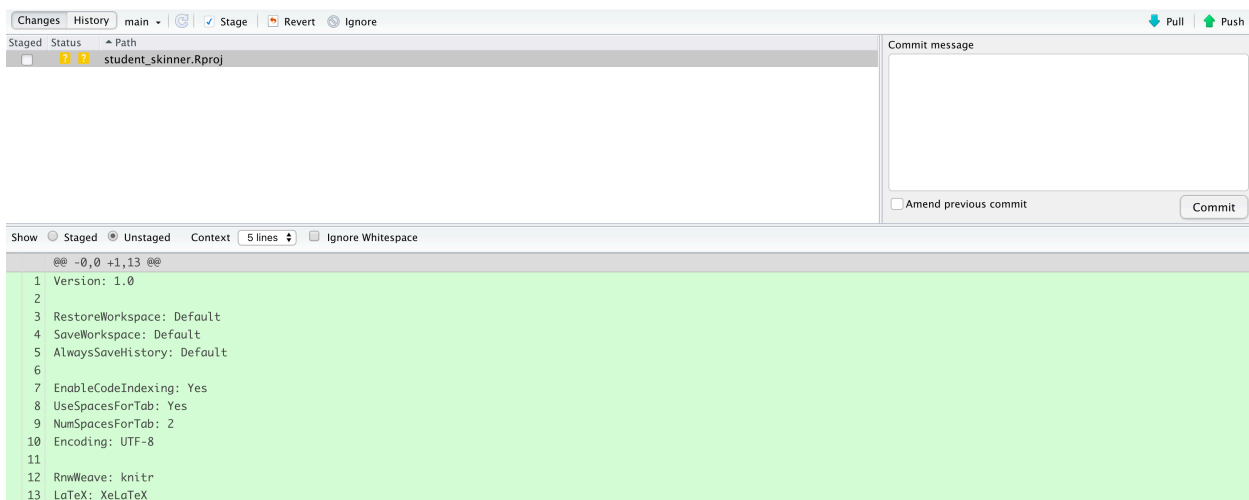 Changes History main Stage Revert Ignore Pull Push
Staged Status Path Commit message
? ? student_skinner.Rproj
Amend previous commit Commit
Show Staged Unstaged Context 5 lines Ignore Whitespace
@@ -0,0 +1,13 @@
1 Version: 1.0
2
3 RestoreWorkspace: Default
4 SaveWorkspace: Default
5 AlwaysSaveHistory: Default
6
7 EnableCodeIndexing: Yes
8 UseSpacesForTab: Yes
9 NumSpacesForTab: 2
10 Encoding: UTF-8
11
12 RnwWeave: knitr
13 LaTeX: XeLaTeX